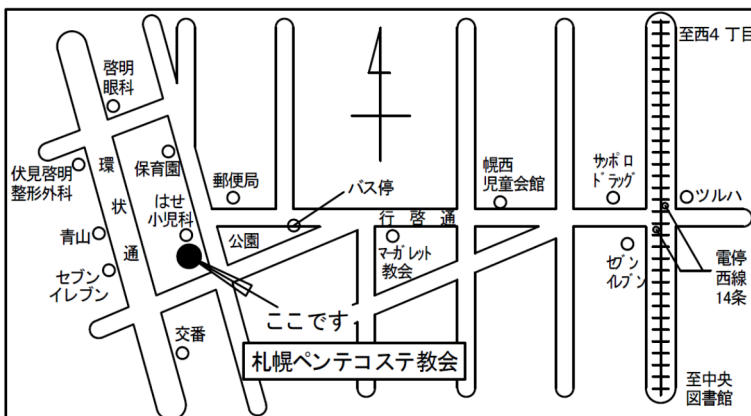 至西4 丁目
啓明
眼科
伏見啓明
整形外科
環
状
通
保育園
はせ
小児科
郵便局
バス停
幌西
児童会館
サッポロ
ドラッグ
ツルハ
行 啓 通
公園
青山
マーガレット
教会
セブン
イレブン
セブン
イレブン
電停
西線
14条
交番
ここです
札幌ペンテコステ教会
至中央
図書館